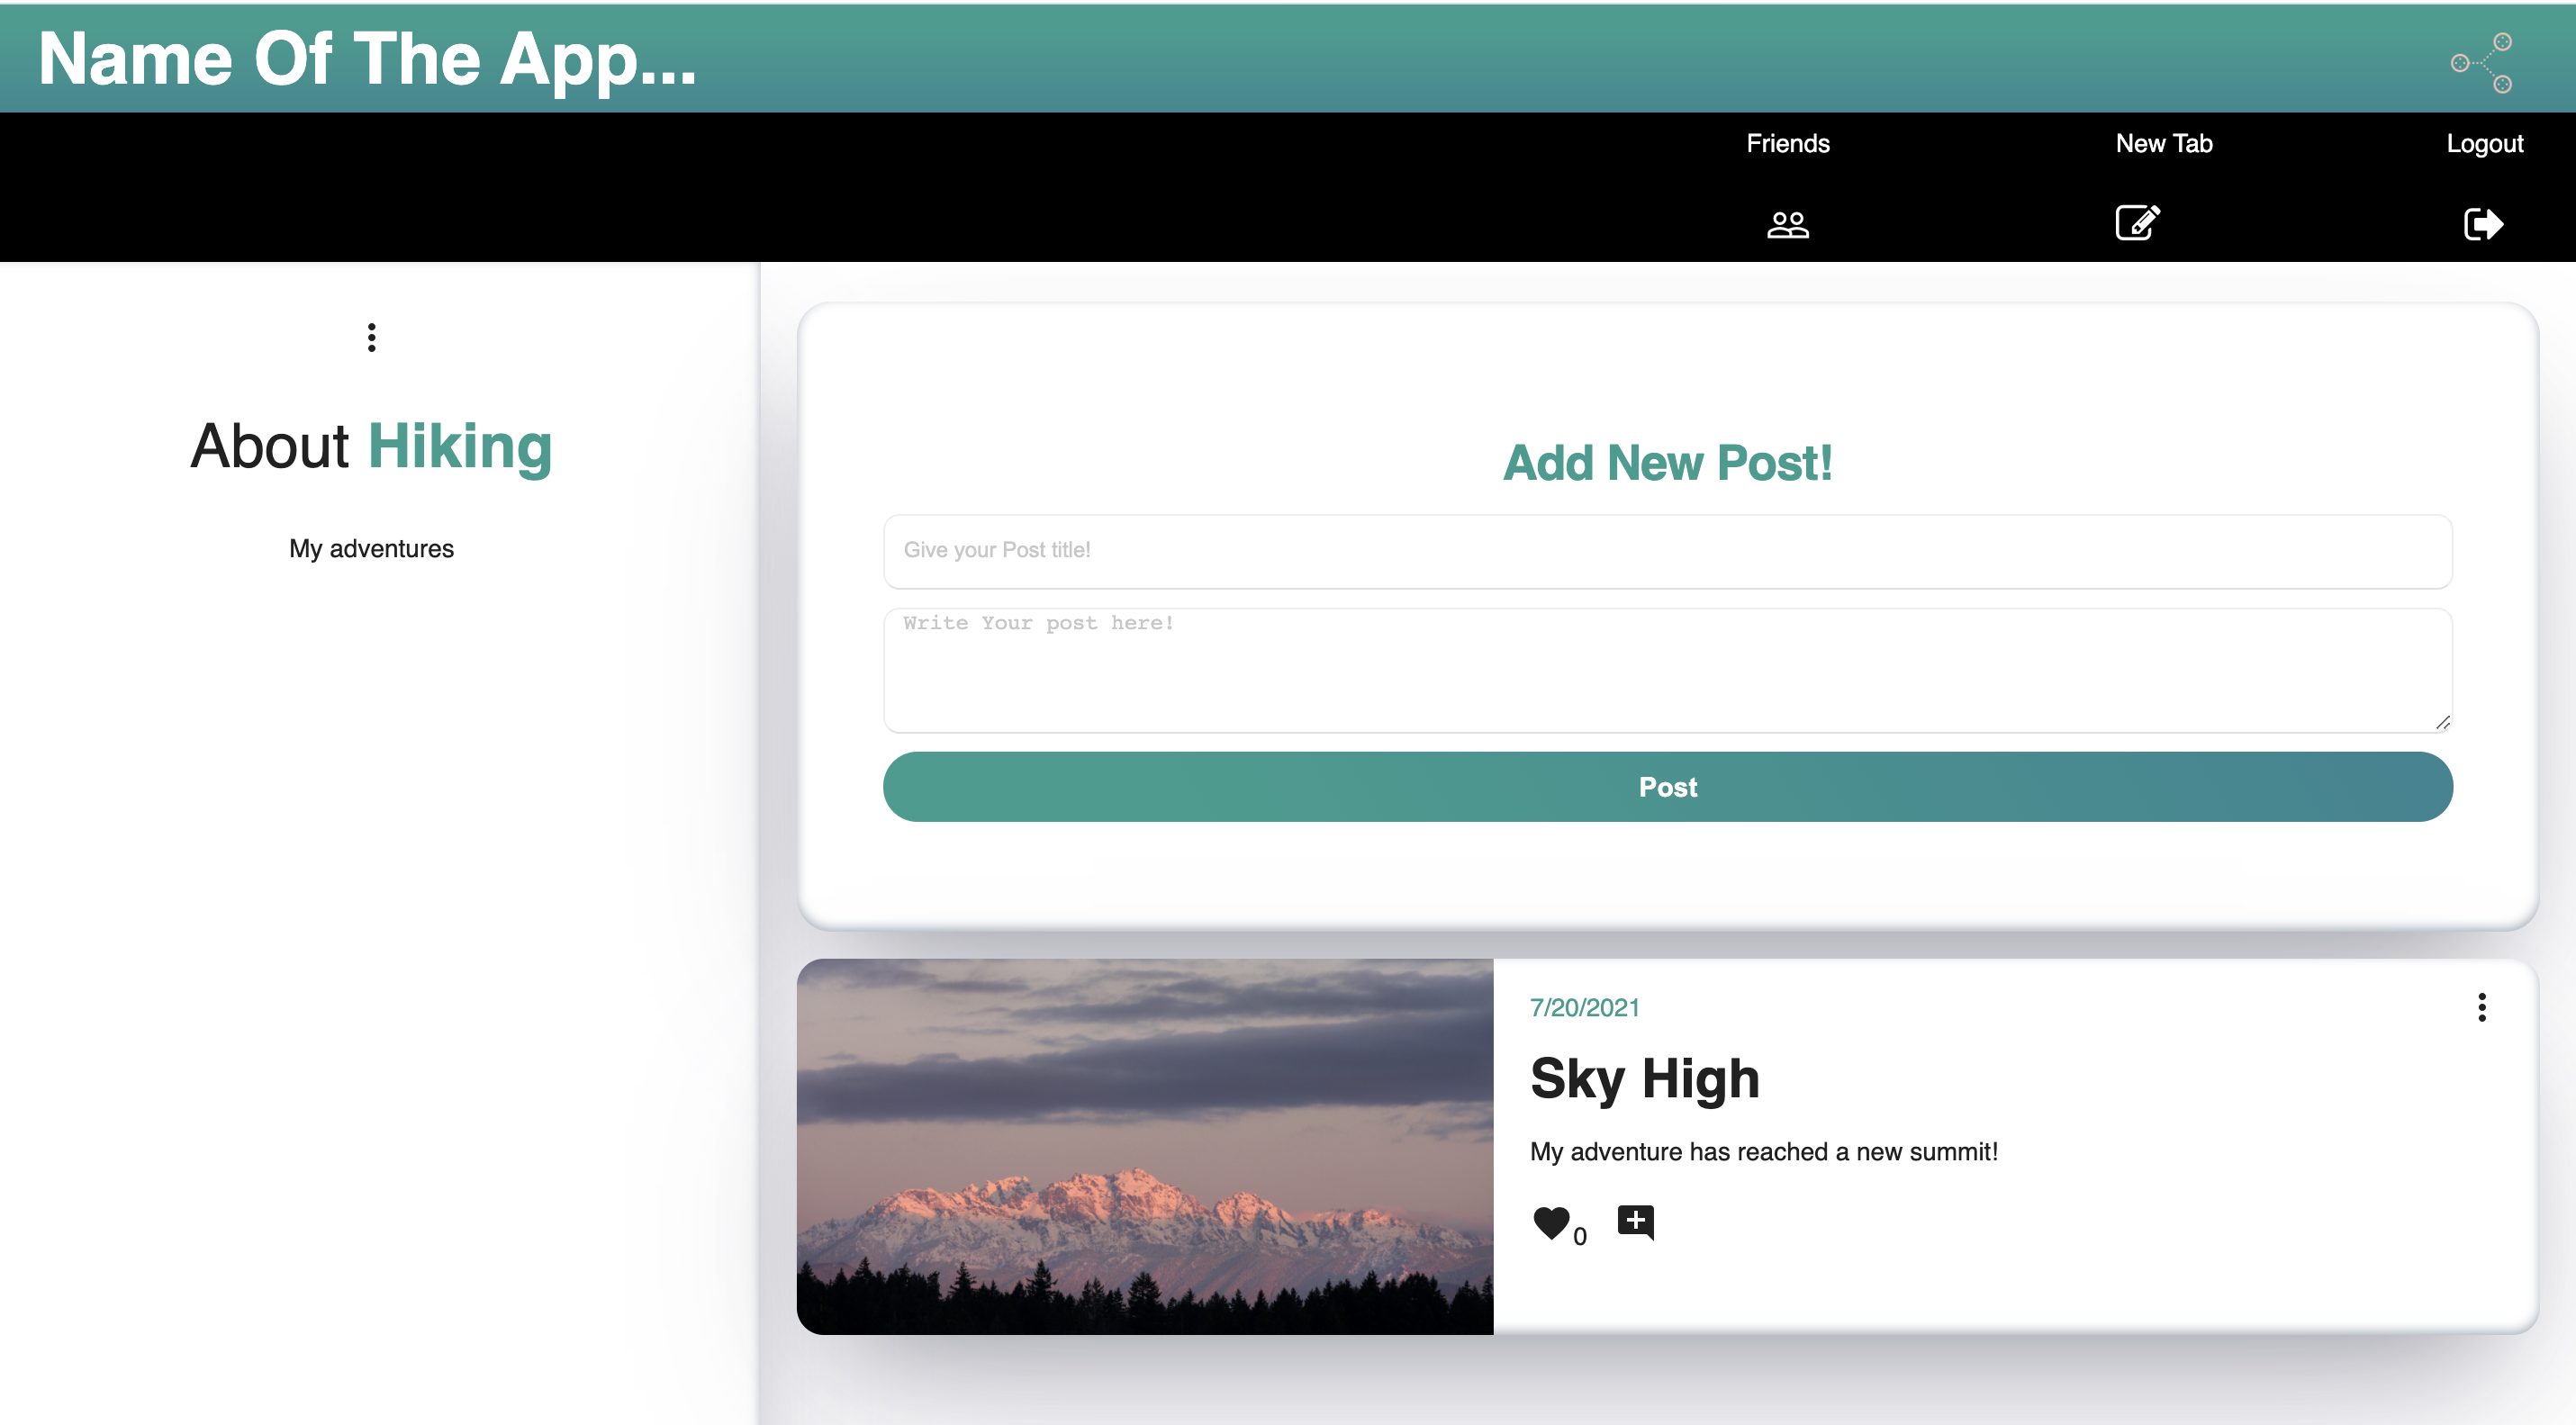 Name Of The App...
Friends New Tab Logout
About Hiking
My adventures
Add New Post!
Give your Post title!
Write Your post here!
Post
7/20/2021
Sky High
My adventure has reached a new summit!
0